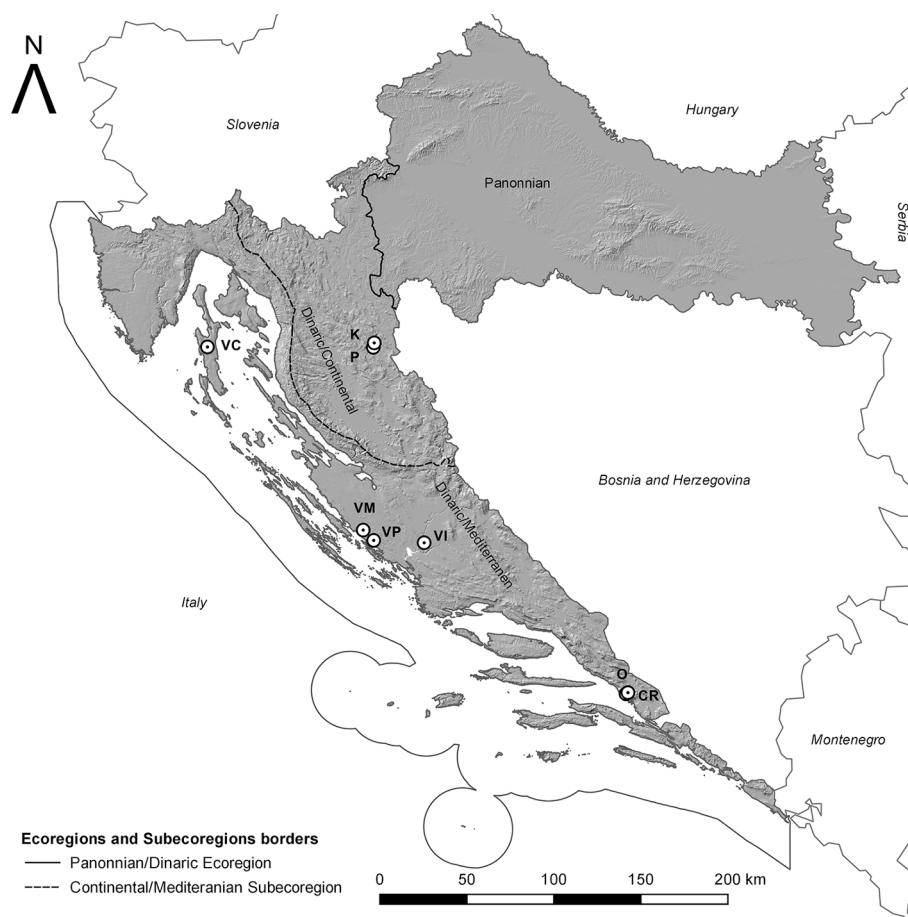 N
Slovenia
Hungary
Panonnian
Serbia
Dinaric/Continental
K
P
VC
Bosnia and Herzegovina
Dinaric/Mediterranen
VM
VP
VI
Italy
O
CR
Montenegro
Ecoregions and Subecoregions borders
Panonnian/Dinaric Ecoregion
Continental/Mediteranian Subecoregion
0 50 100 150 200 km